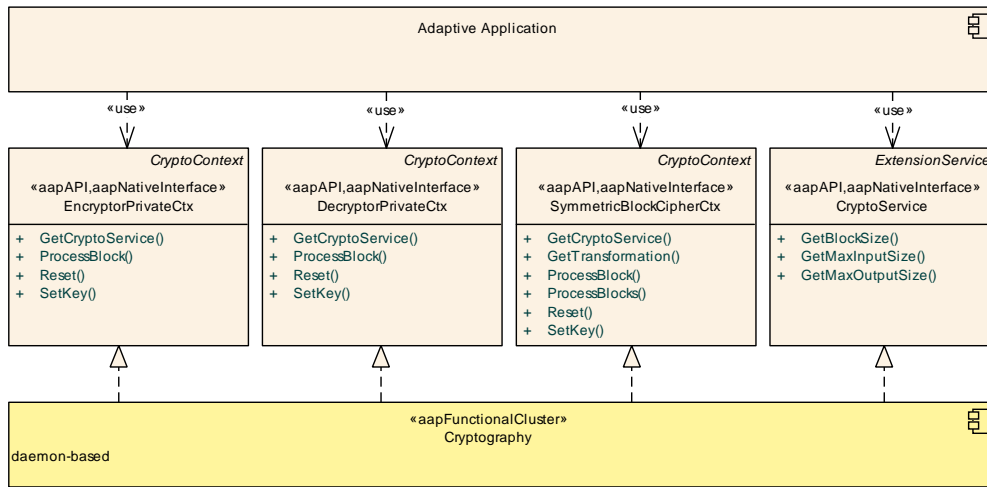 Adaptive Application
«use»
«use»
«use»
«use»
CryptoContext
«aapAPI,aapNativeInterface»
EncryptorPrivateCtx
+ GetCryptoService()
+ ProcessBlock()
+ Reset()
+ SetKey()
CryptoContext
«aapAPI,aapNativeInterface»
DecryptorPrivateCtx
+ GetCryptoService()
+ ProcessBlock()
+ Reset()
+ SetKey()
CryptoContext
«aapAPI,aapNativeInterface»
SymmetricBlockCipherCtx
+ GetCryptoService()
+ GetTransformation()
+ ProcessBlock()
+ ProcessBlocks()
+ Reset()
+ SetKey()
ExtensionService
«aapAPI,aapNativeInterface»
CryptoService
+ GetBlockSize()
+ GetMaxInputSize()
+ GetMaxOutputSize()
«aapFunctionalCluster»
Cryptography
daemon-based